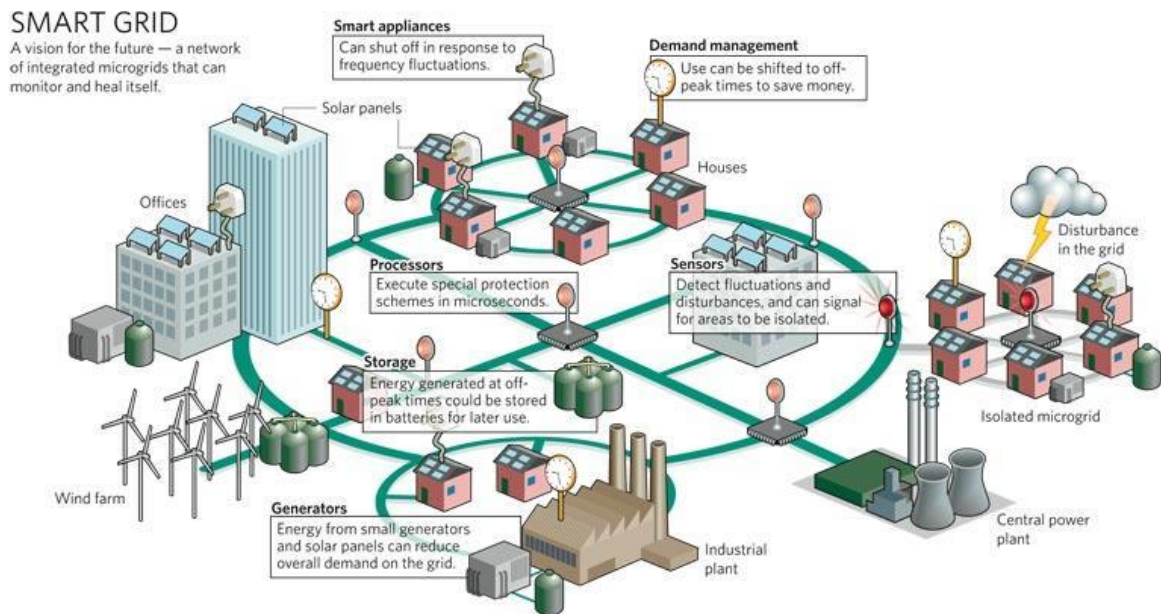 SMART GRID
A vision for the future — a network
of integrated microgrids that can
monitor and heal itself.
Smart appliances
Can shut off in response to
frequency fluctuations.
Demand management
Use can be shifted to off-
peak times to save money.
Solar panels
Houses
Offices
Disturbance
in the grid
Processors
Execute special protection
schemes in microseconds.
Sensors
Detect fluctuations and
disturbances, and can signal
for areas to be isolated.
Storage
Energy generated at off-
peak times could be stored
in batteries for later use.
Isolated microgrid
Wind farm
Generators
Energy from small generators
and solar panels can reduce
overall demand on the grid.
Industrial
plant
Central power
plant